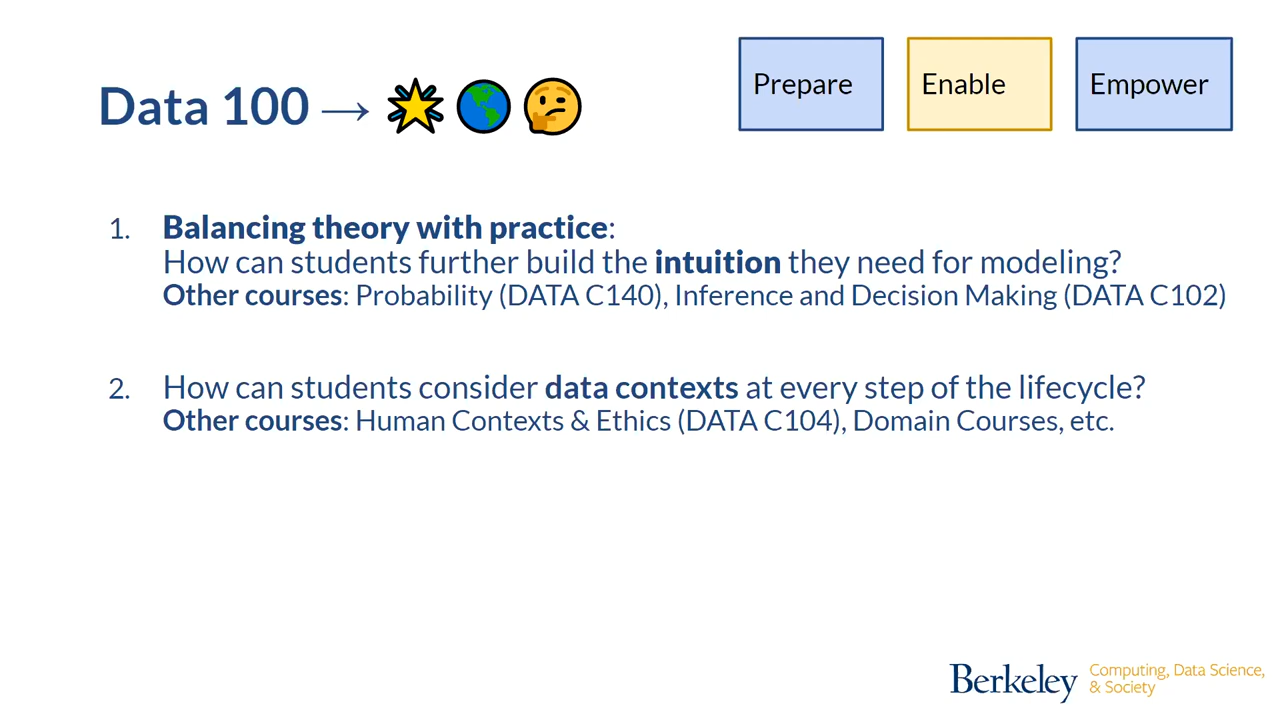 Data 100 → 🌟 🌎 🤔
Prepare
Enable
Empower
1. Balancing theory with practice:
How can students further build the intuition they need for modeling?
Other courses: Probability (DATA C140), Inference and Decision Making (DATA C102)
2. How can students consider data contexts at every step of the lifecycle?
Other courses: Human Contexts & Ethics (DATA C104), Domain Courses, etc.
Berkeley
Computing, Data Science,
& Society